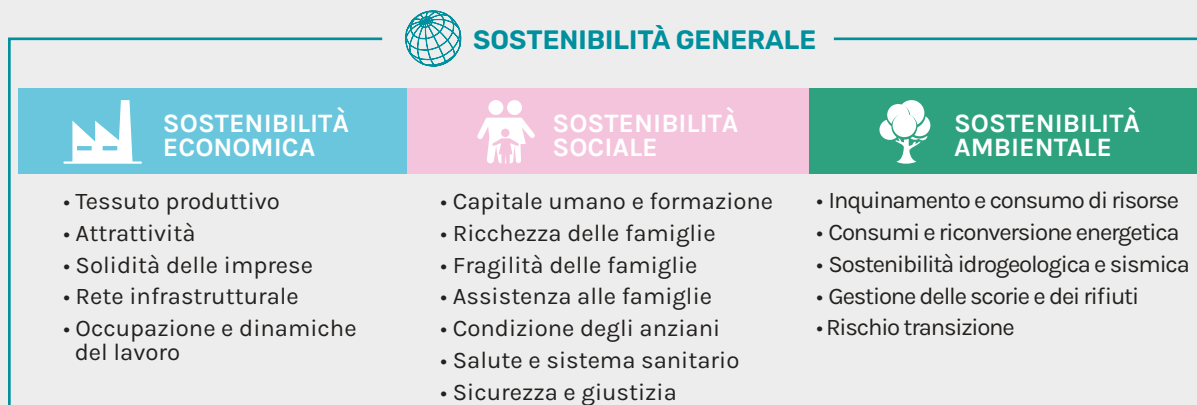 SOSTENIBILITÀ GENERALE
SOSTENIBILITÀ
ECONOMICA
• Tessuto produttivo
• Attrattività
• Solidità delle imprese
• Rete infrastrutturale
• Occupazione e dinamiche
del lavoro
SOSTENIBILITÀ
SOCIALE
• Capitale umano e formazione
• Ricchezza delle famiglie
• Fragilità delle famiglie
• Assistenza alle famiglie
• Condizione degli anziani
• Salute e sistema sanitario
• Sicurezza e giustizia
SOSTENIBILITÀ
AMBIENTALE
• Inquinamento e consumo di risorse
• Consumi e riconversione energetica
• Sostenibilità idrogeologica e sismica
• Gestione delle scorie e dei rifiuti
• Rischio transizione